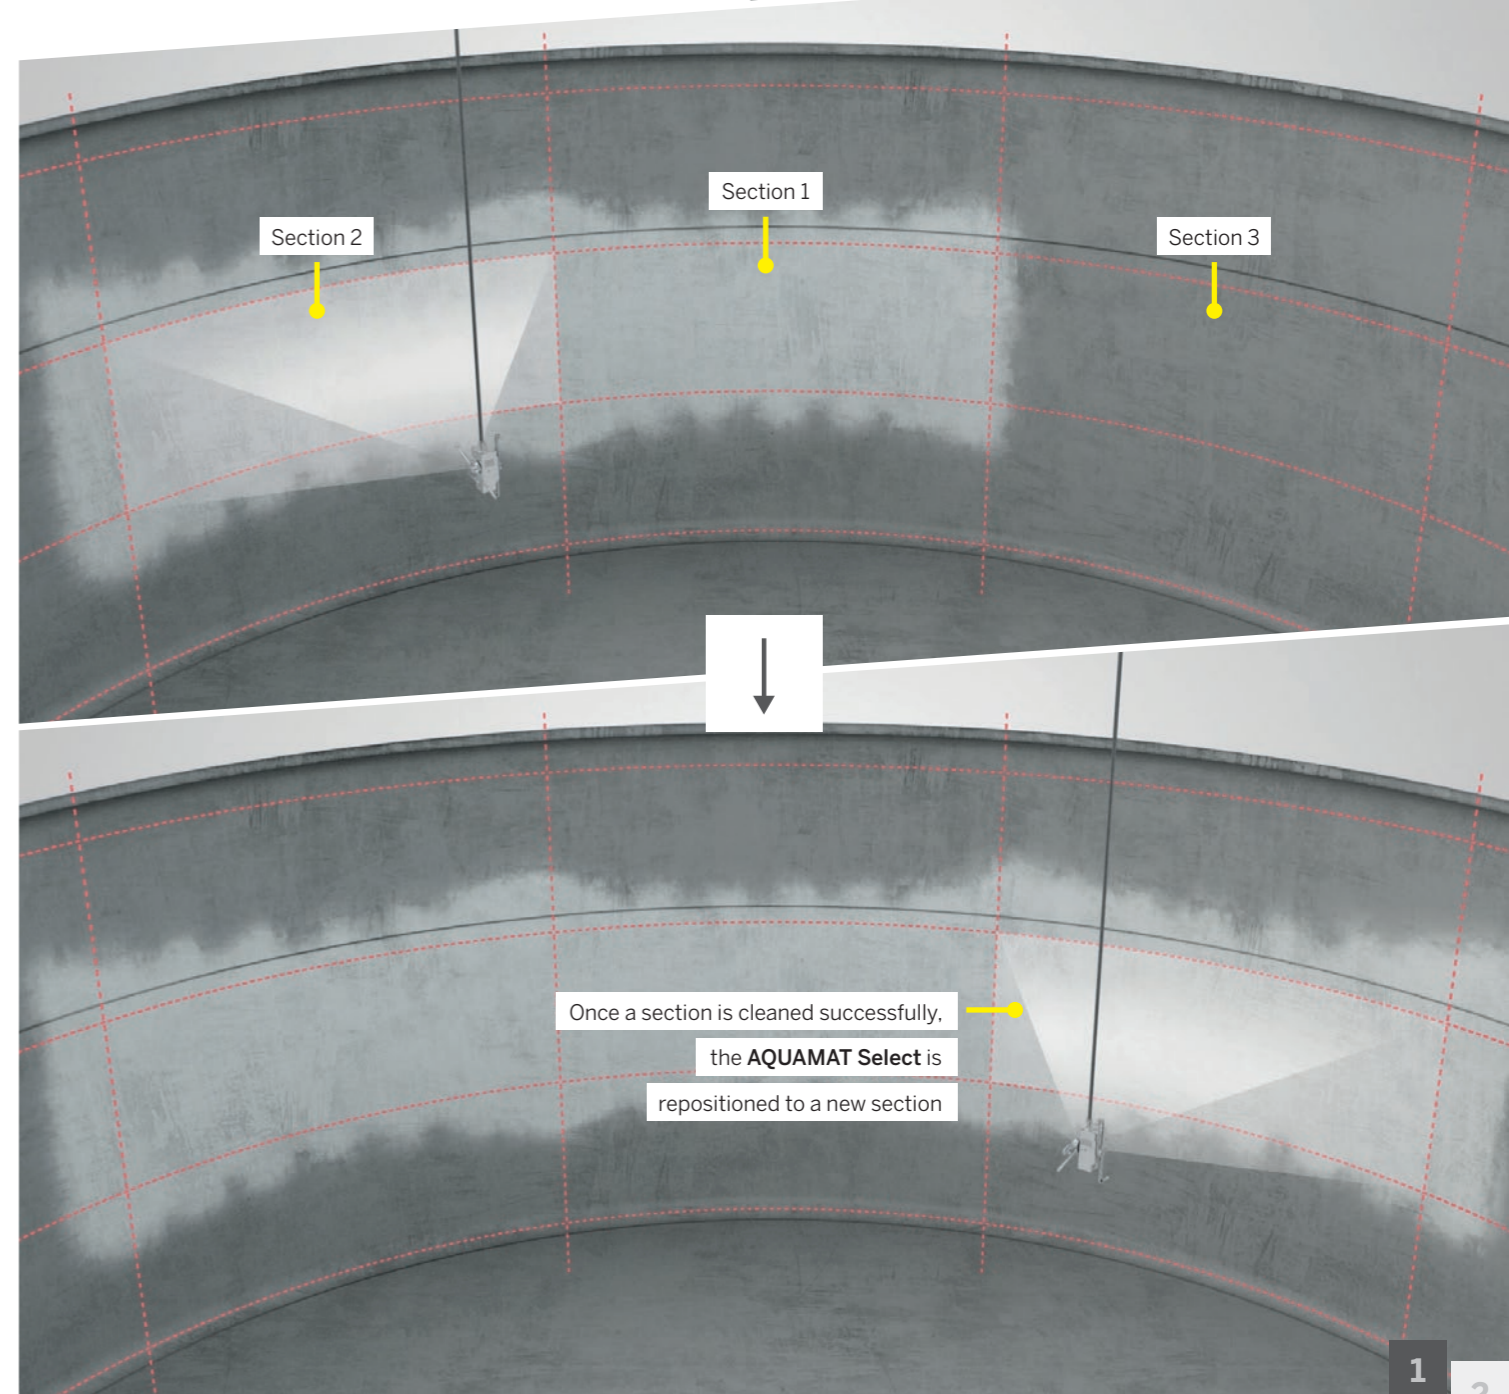 Section 1
Section 2
Section 3
Once a section is cleaned successfully,
the AQUAMAT Select is
repositioned to a new section
1
2